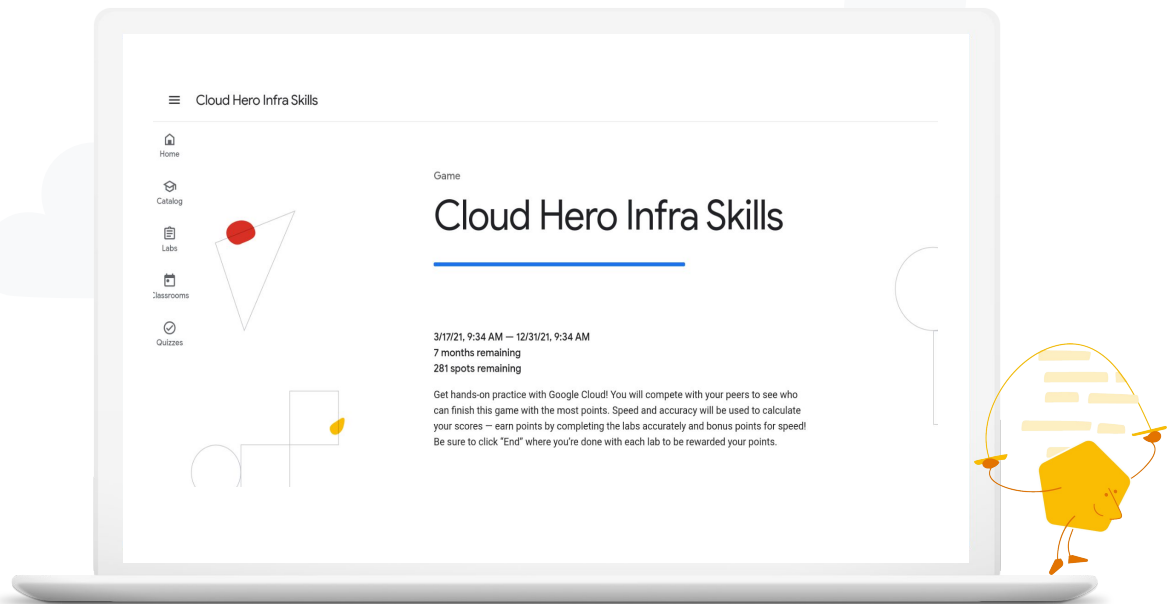 Cloud Hero Infra Skills
Home
Catalog
Labs
Classrooms
Quizzes
Game
Cloud Hero Infra Skills
3/17/21, 9:34 AM — 12/31/21, 9:34 AM
7 months remaining
281 spots remaining
Get hands-on practice with Google Cloud! You will compete with your peers to see who
can finish this game with the most points. Speed and accuracy will be used to calculate
your scores — earn points by completing the labs accurately and bonus points for speed!
Be sure to click "End" where you're done with each lab to be rewarded your points.